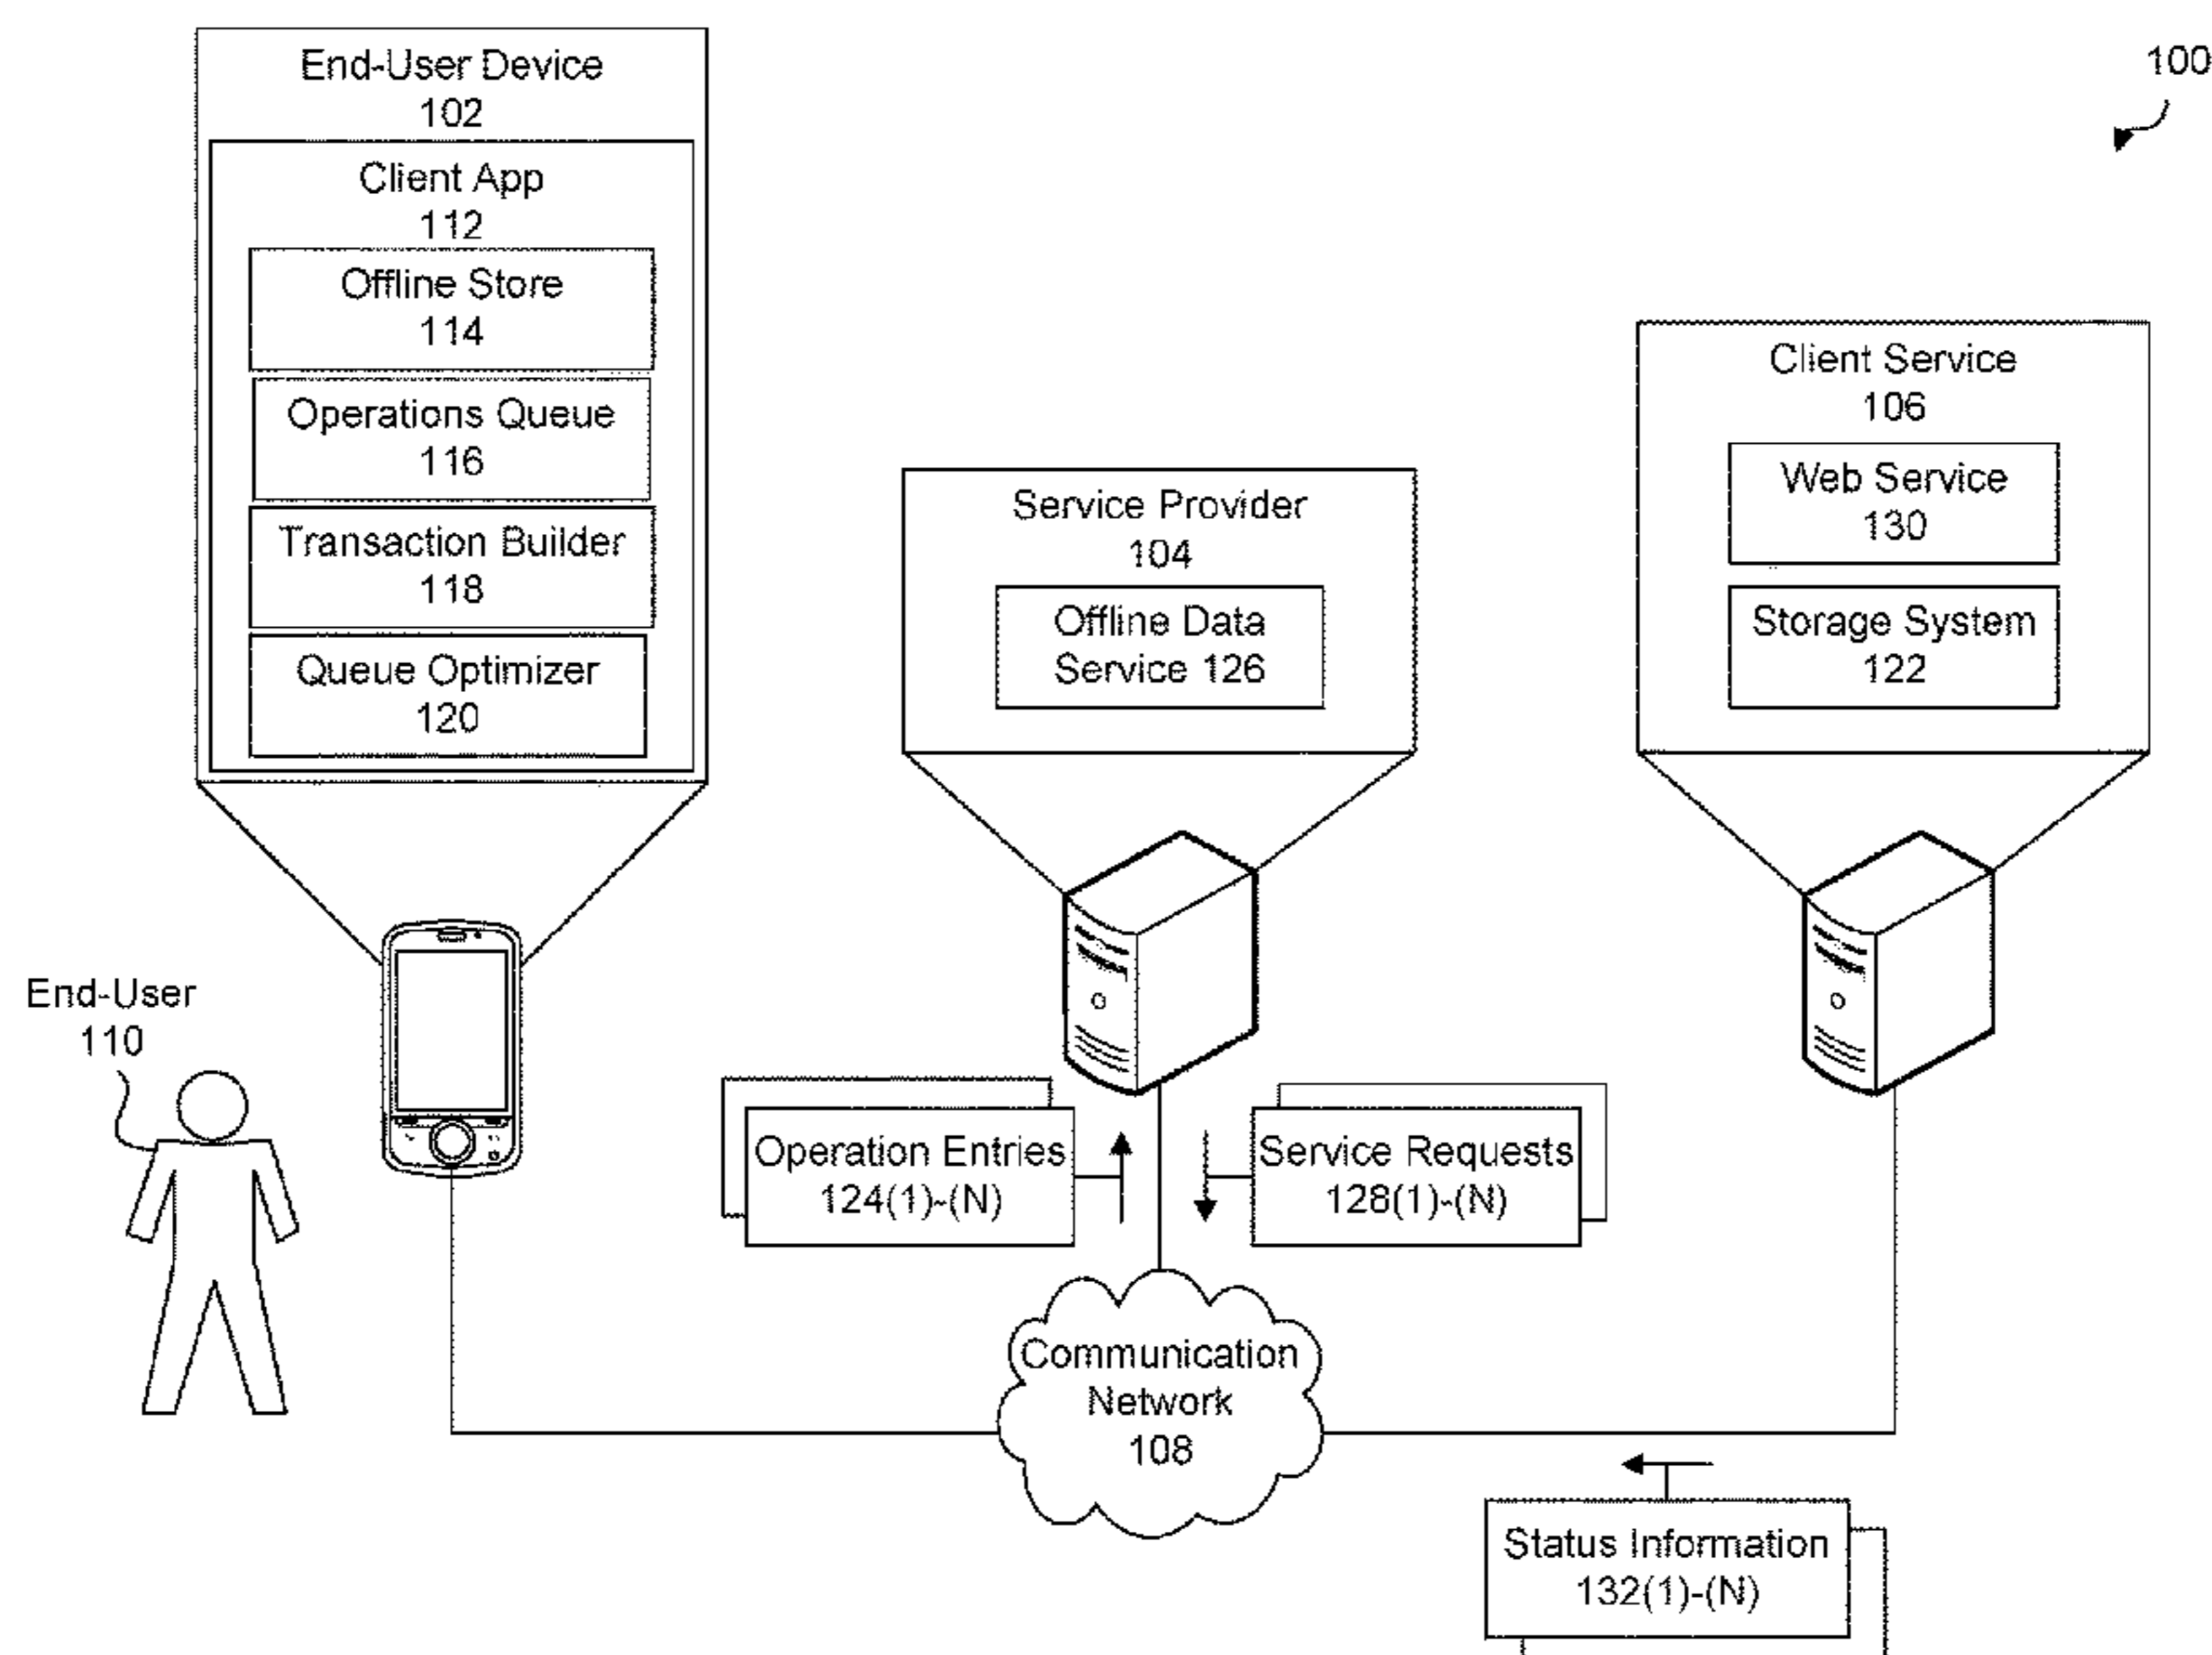 100
End-User Device
102
Client App
112
Offline Store
114
Operations Queue
116
Transaction Builder
118
Queue Optimizer
120
Service Provider
104
Offline Data
Service 126
Client Service
106
Web Service
130
Storage System
122
End-User
110
Operation Entries
124(1)-(N)
Service Requests
128(1)-(N)
Communication
Network
108
Status Information
132(1)-(N)